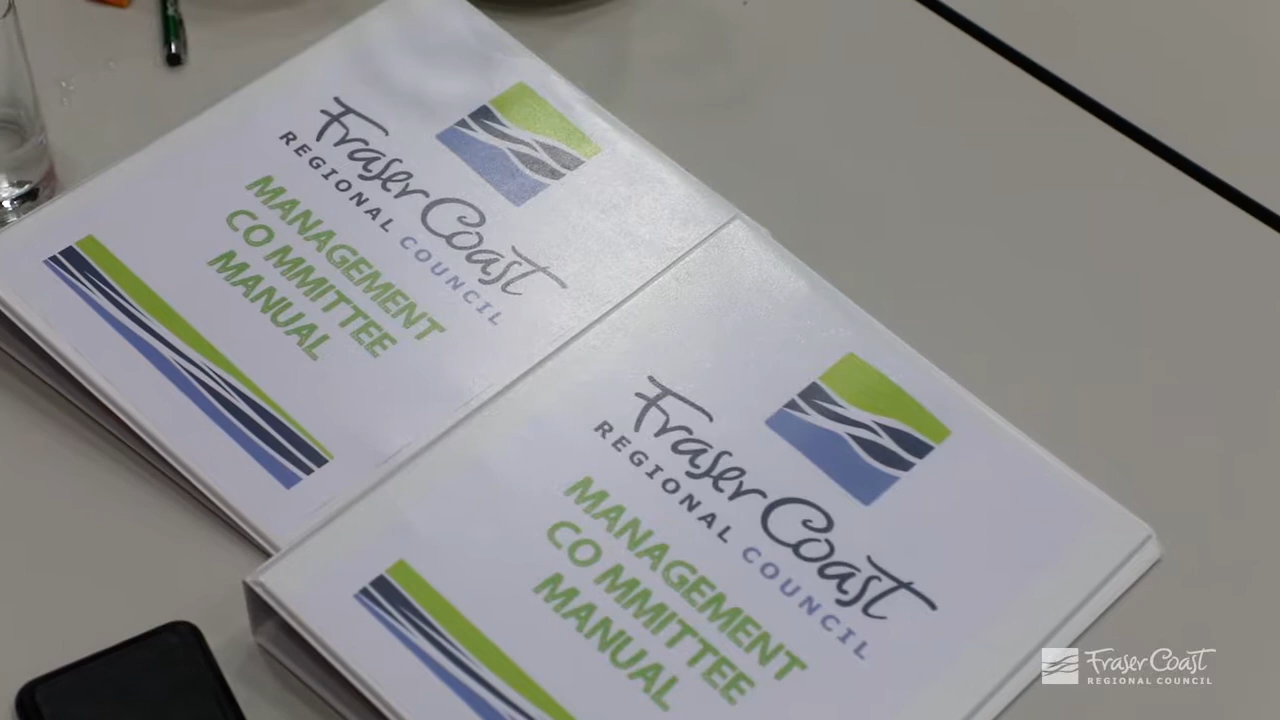 Fraser Coast
REGIONAL COUNCIL
MANAGEMENT
CO MMITTEE
MANUAL
Fraser Coast
REGIONAL COUNCIL
MANAGEMENT
CO MMITTEE
MANUAL
Fraser Coast
REGIONAL COUNCIL